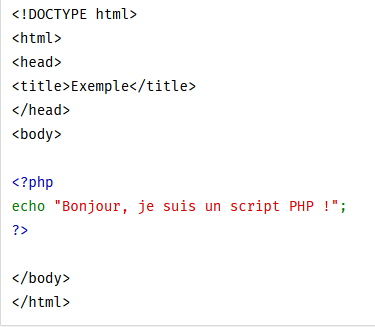 <!DOCTYPE html>
<html>
<head>
<title>Exemple</title>
</head>
<body>
<?php
echo "Bonjour, je suis un script PHP !";
?>
</body>
</html>